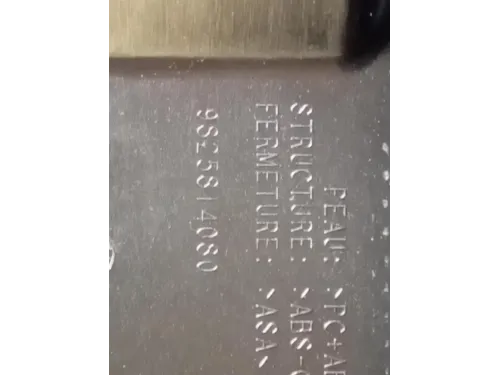 PEAU: >PC+AB
STRUCTURE: >ABS-
FERMETURE: >ASA<
9825814080